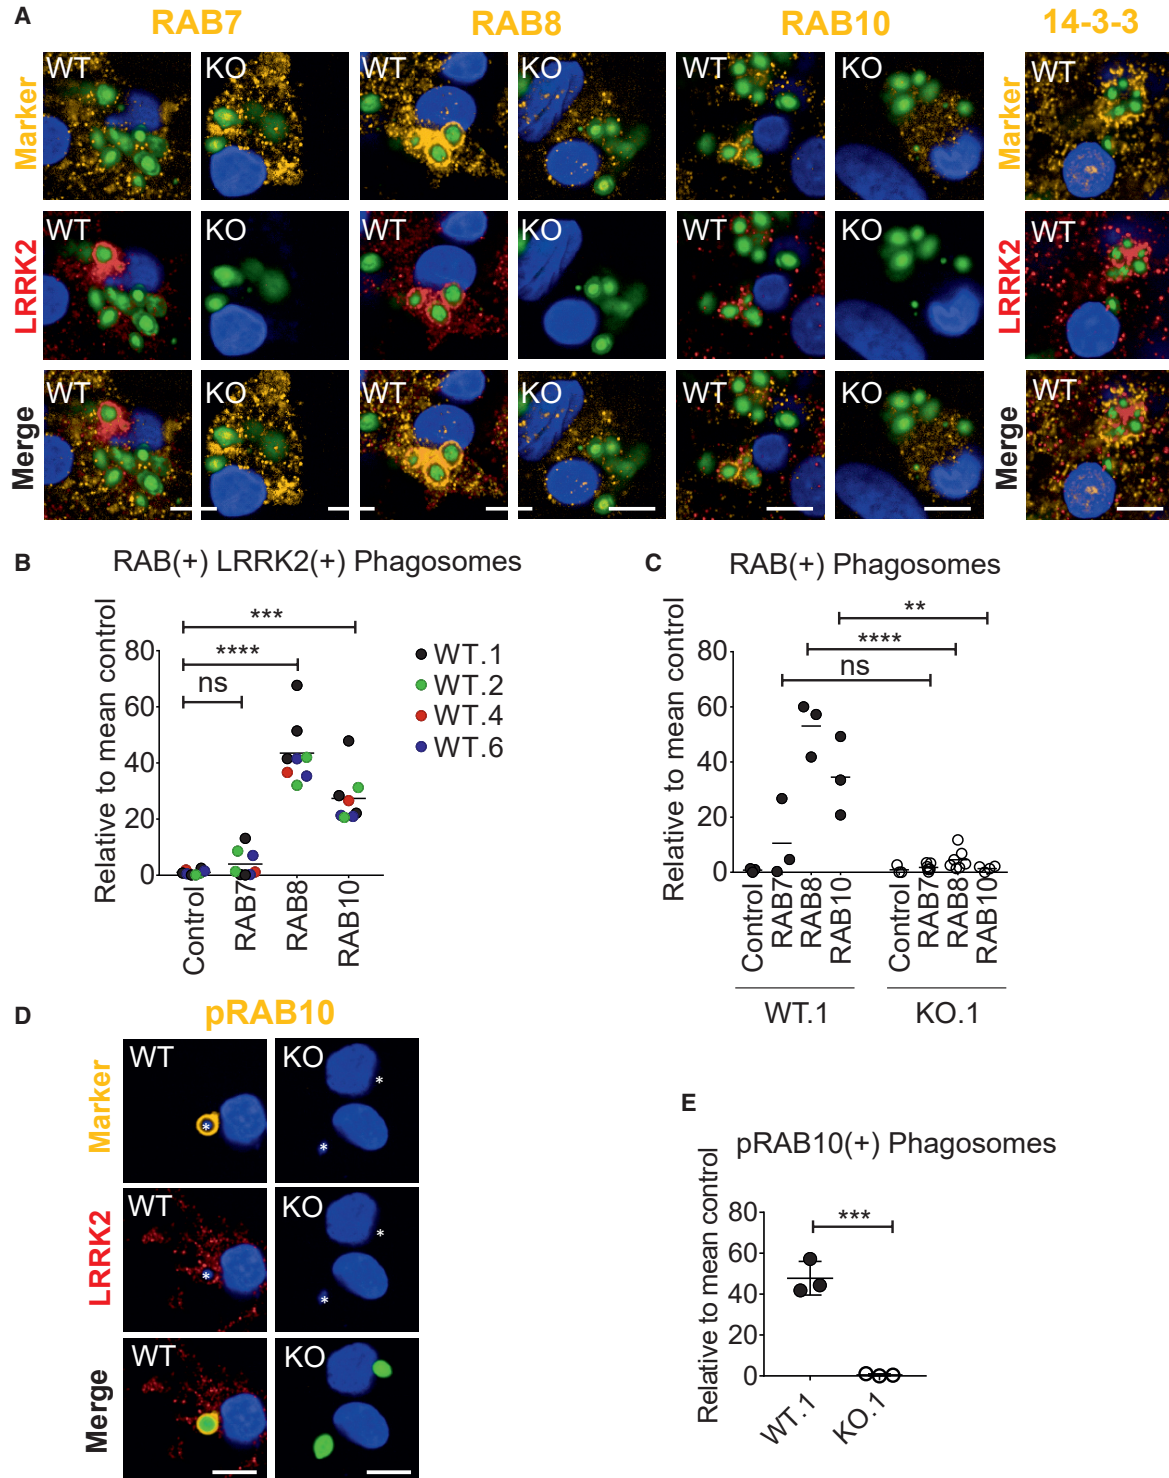 A
RAB7 RAB8 RAB10 14-3-3
Marker WT KO WT KO WT KO Marker WT
LRRK2 WT KO WT KO WT KO LRRK2 WT
Merge WT KO WT KO WT KO Merge WT
B
RAB(+) LRRK2(+) Phagosomes
Relative to mean control
80
60
40
20
0
***
****
ns
WT.1
WT.2
WT.4
WT.6
Control RAB7 RAB8 RAB10
C
RAB(+) Phagosomes
Relative to mean control
80
60
40
20
0
**
****
ns
Control RAB7 RAB8 RAB10 Control RAB7 RAB8 RAB10
WT.1 KO.1
D
pRAB10
Marker WT * KO * *
LRRK2 WT * KO * *
Merge WT KO
E
pRAB10(+) Phagosomes
Relative to mean control
80
60
40
20
0
***
WT.1 KO.1